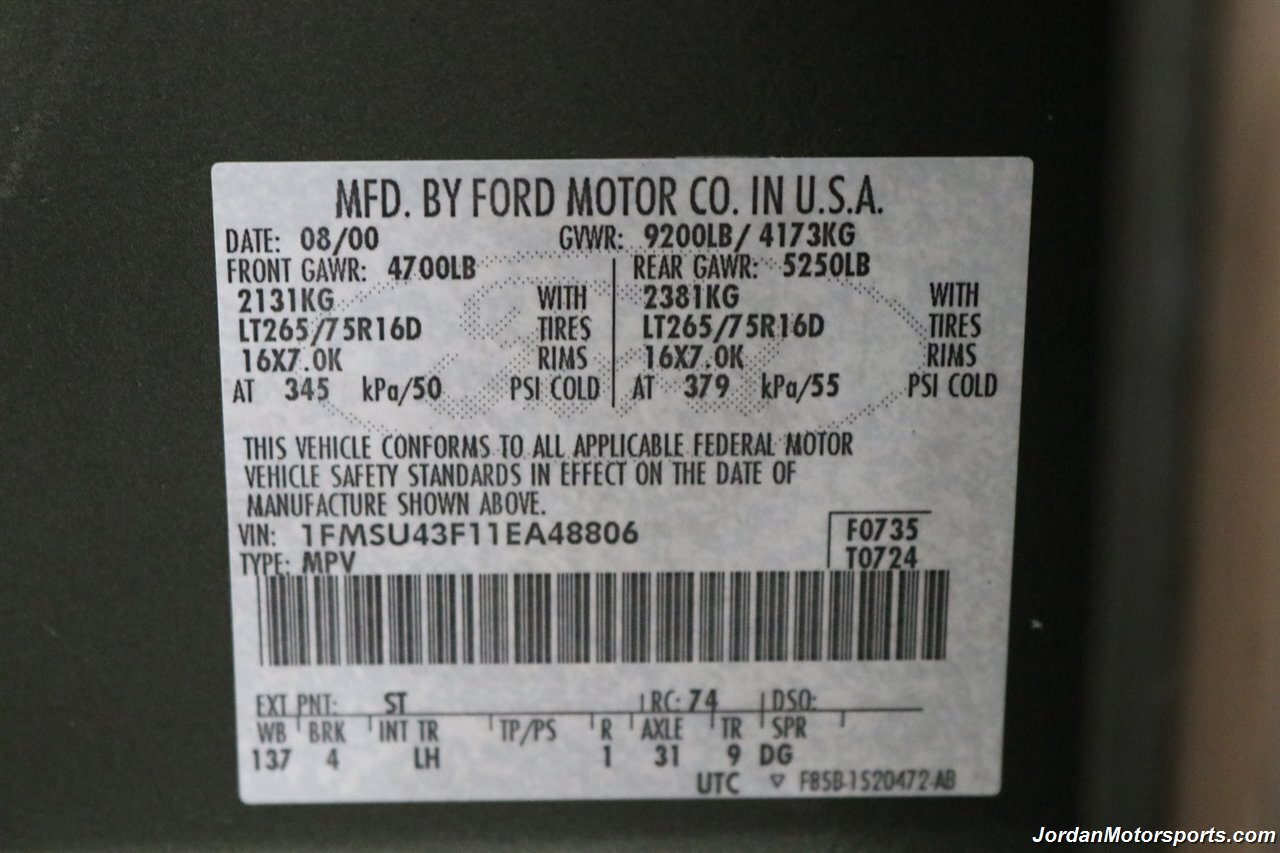 MFD. BY FORD MOTOR CO. IN U.S.A.
DATE: 08/00 GVWR: 9200LB/ 4173KG
FRONT GAWR: 4700LB REAR GAWR: 5250LB
2131KG WITH 2381KG WITH
LT265/75R16D TIRES LT265/75R16D TIRES
16X7.0K RIMS 16X7.0K RIMS
AT 345 kPa/50 PSI COLD AT 379 kPa/55 PSI COLD
THIS VEHICLE CONFORMS TO ALL APPLICABLE FEDERAL MOTOR
VEHICLE SAFETY STANDARDS IN EFFECT ON THE DATE OF
MANUFACTURE SHOWN ABOVE.
VIN: 1FMSU43F11EA48806 F0735
TYPE: MPV T0724
EXT PNT: ST RC: 74 DSO:
WB BRK INT TR TP/PS R AXLE TR SPR
137 4 LH 1 31 9 DG
UTC ▽ F85B-1520472-AB
JordanMotorsports.com